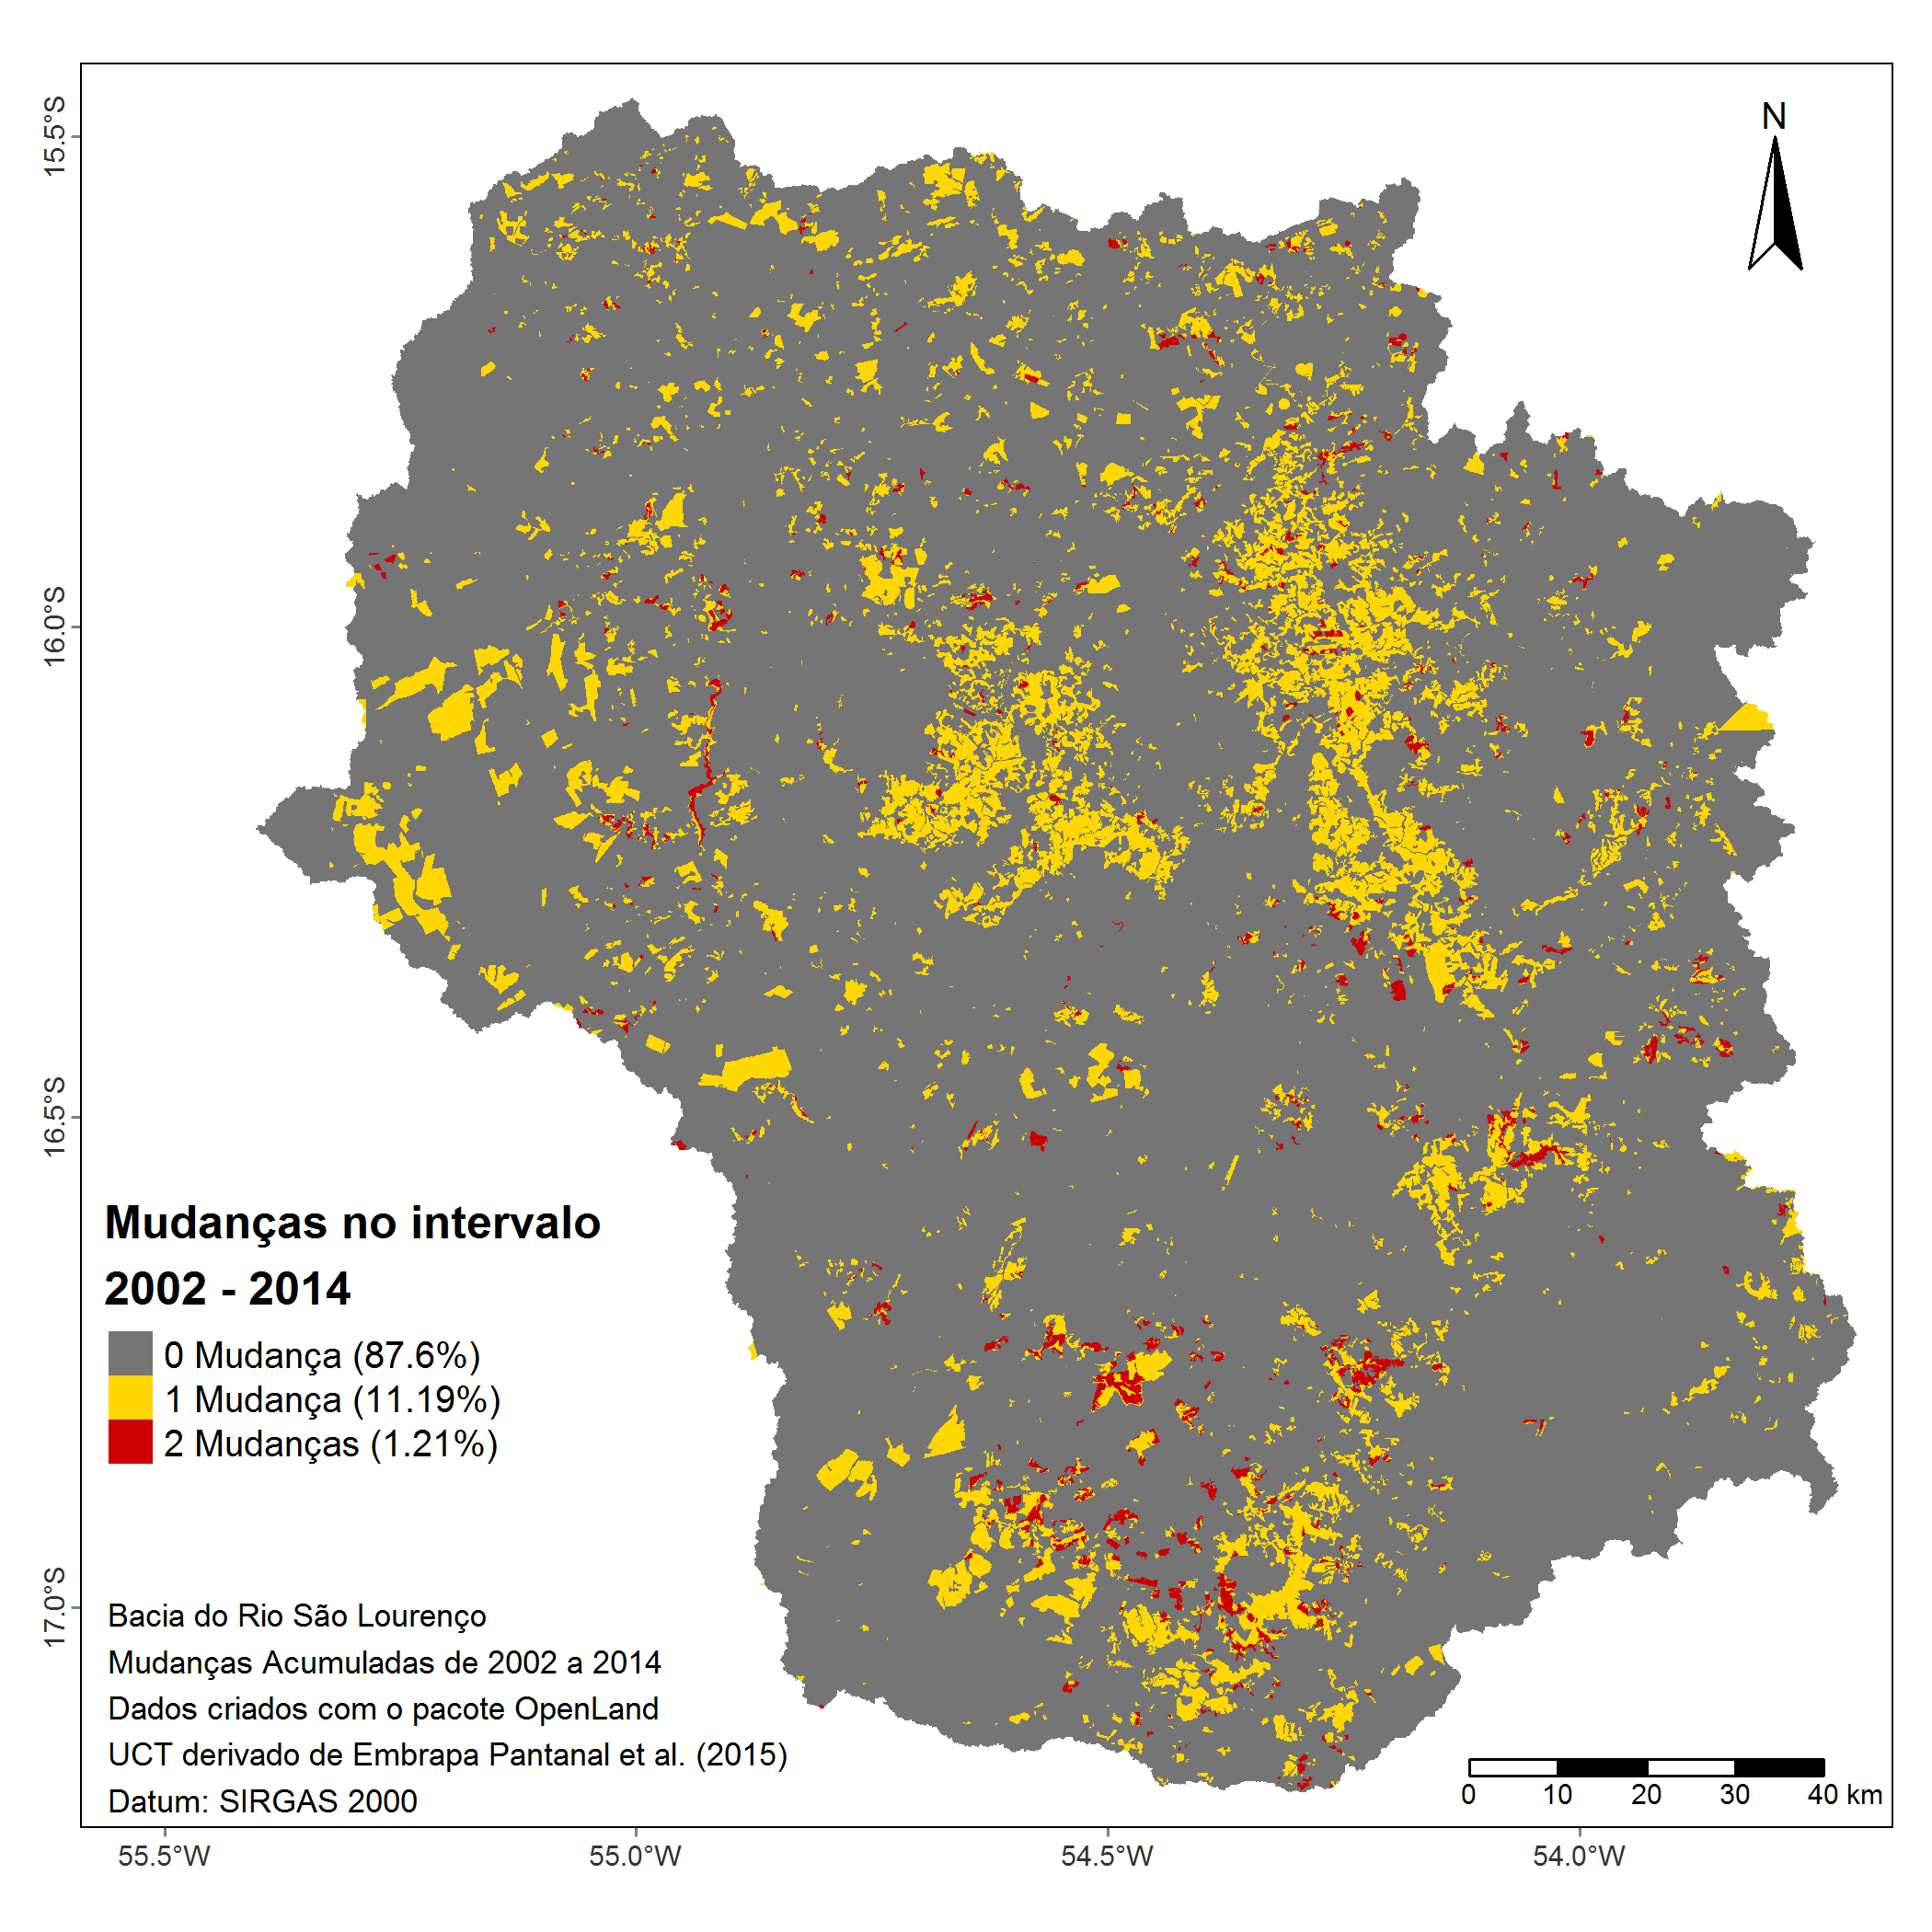 N
15.5°S
16.0°S
16.5°S
17.0°S
Mudanças no intervalo
2002 - 2014
0 Mudança (87.6%)
1 Mudança (11.19%)
2 Mudanças (1.21%)
Bacia do Rio São Lourenço
Mudanças Acumuladas de 2002 a 2014
Dados criados com o pacote OpenLand
UCT derivado de Embrapa Pantanal et al. (2015)
Datum: SIRGAS 2000
0 10 20 30 40 km
55.5°W 55.0°W 54.5°W 54.0°W